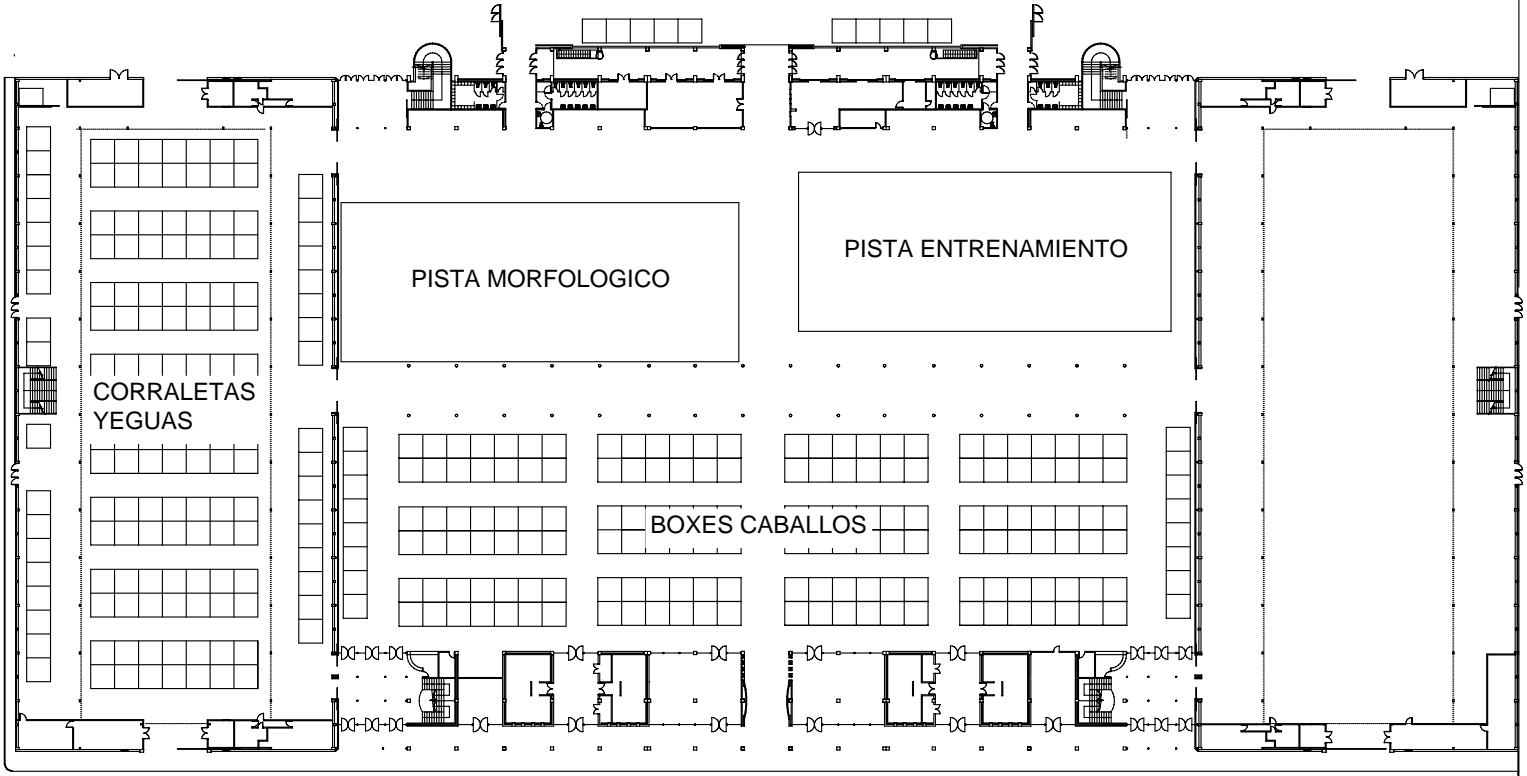 PISTA MORFOLOGICO
PISTA ENTRENAMIENTO
CORRALETAS
YEGUAS
BOXES CABALLOS